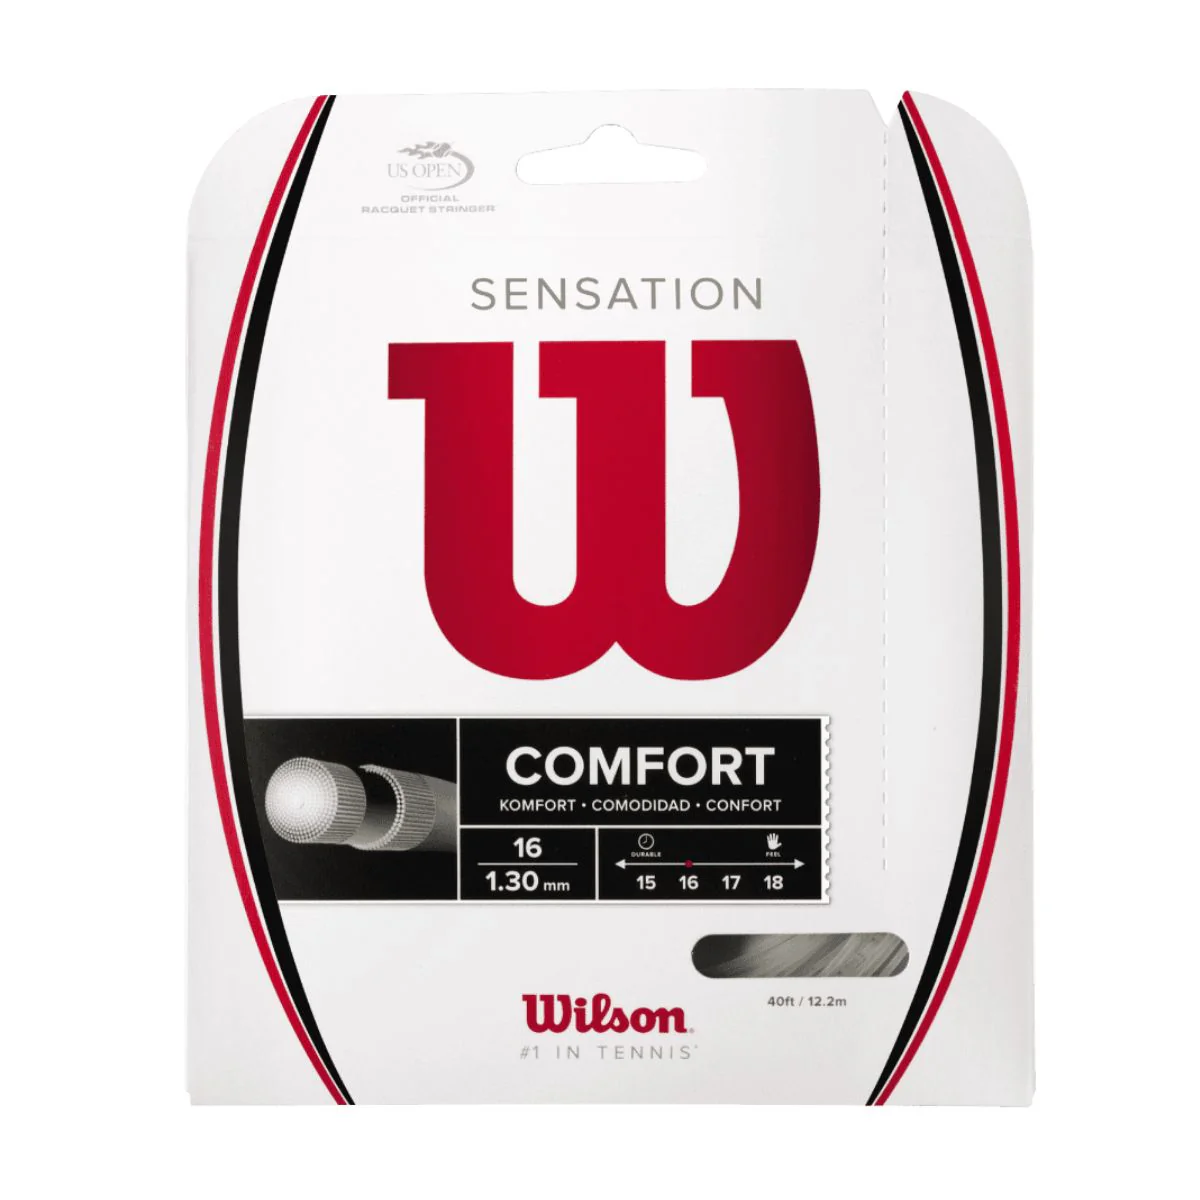 US OPEN
OFFICIAL
RACQUET STRINGER
SENSATION
W
COMFORT
KOMFORT • COMODIDAD • CONFORT
16
1.30 mm
DURABLE FEEL
15 16 17 18
40ft / 12.2m
Wilson
#1 IN TENNIS